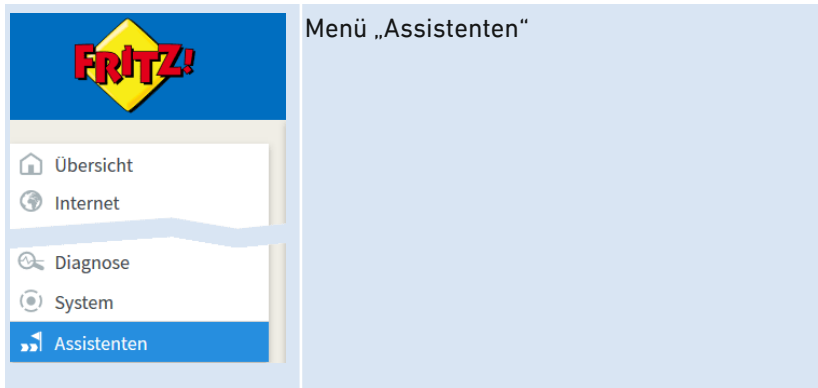 FRITZ!
Menü „Assistenten“
Übersicht
Internet
Diagnose
System
Assistenten